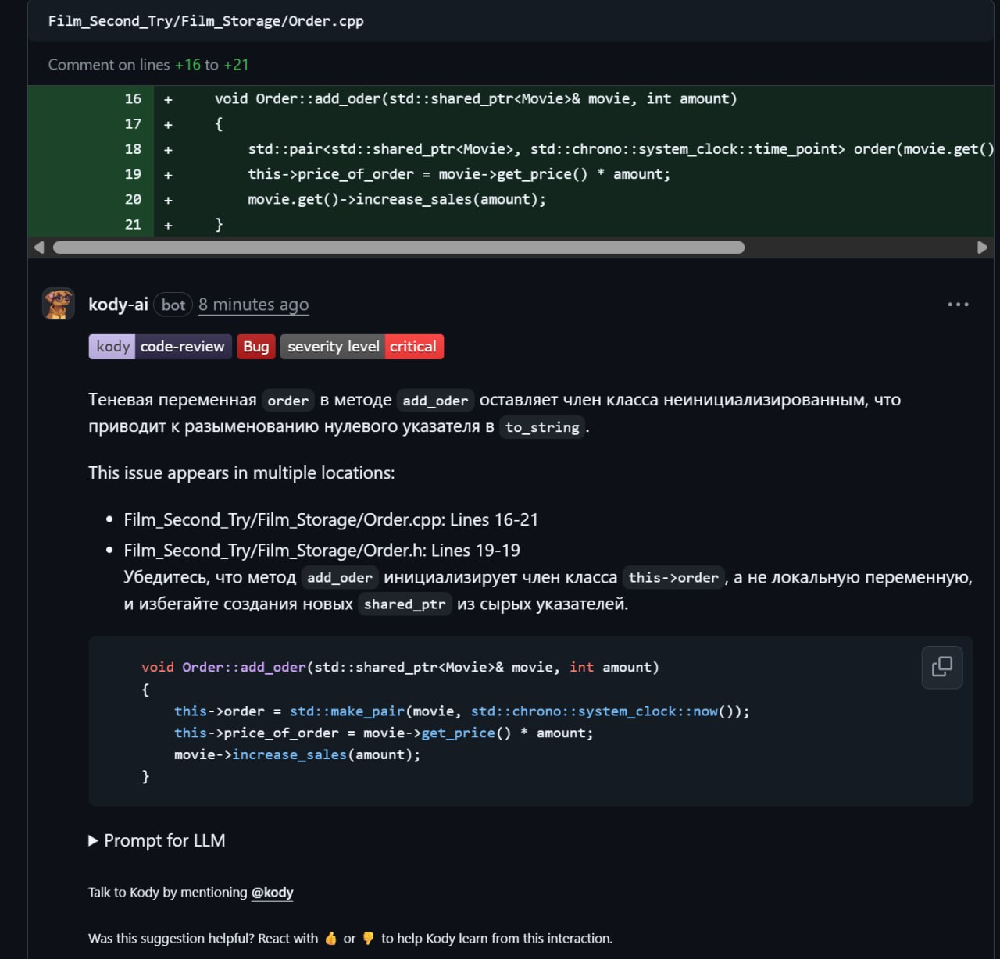 Film_Second_Try/Film_Storage/Order.cpp
Comment on lines +16 to +21
16 + void Order::add_oder(std::shared_ptr<Movie>& movie, int amount)
17 + {
18 + std::pair<std::shared_ptr<Movie>, std::chrono::system_clock::time_point> order(movie.get()
19 + this->price_of_order = movie->get_price() * amount;
20 + movie.get()->increase_sales(amount);
21 + }
kody-ai bot 8 minutes ago
kody code-review Bug severity level critical
Теневая переменная order в методе add_oder оставляет член класса неинициализированным, что
приводит к разыменованию нулевого указателя в to_string.
This issue appears in multiple locations:
• Film_Second_Try/Film_Storage/Order.cpp: Lines 16-21
• Film_Second_Try/Film_Storage/Order.h: Lines 19-19
Убедитесь, что метод add_oder инициализирует член класса this->order, а не локальную переменную,
и избегайте создания новых shared_ptr из сырых указателей.
void Order::add_oder(std::shared_ptr<Movie>& movie, int amount)
{
this->order = std::make_pair(movie, std::chrono::system_clock::now());
this->price_of_order = movie->get_price() * amount;
movie->increase_sales(amount);
}
Prompt for LLM
Talk to Kody by mentioning @kody
Was this suggestion helpful? React with 👍 or 👎 to help Kody learn from this interaction.